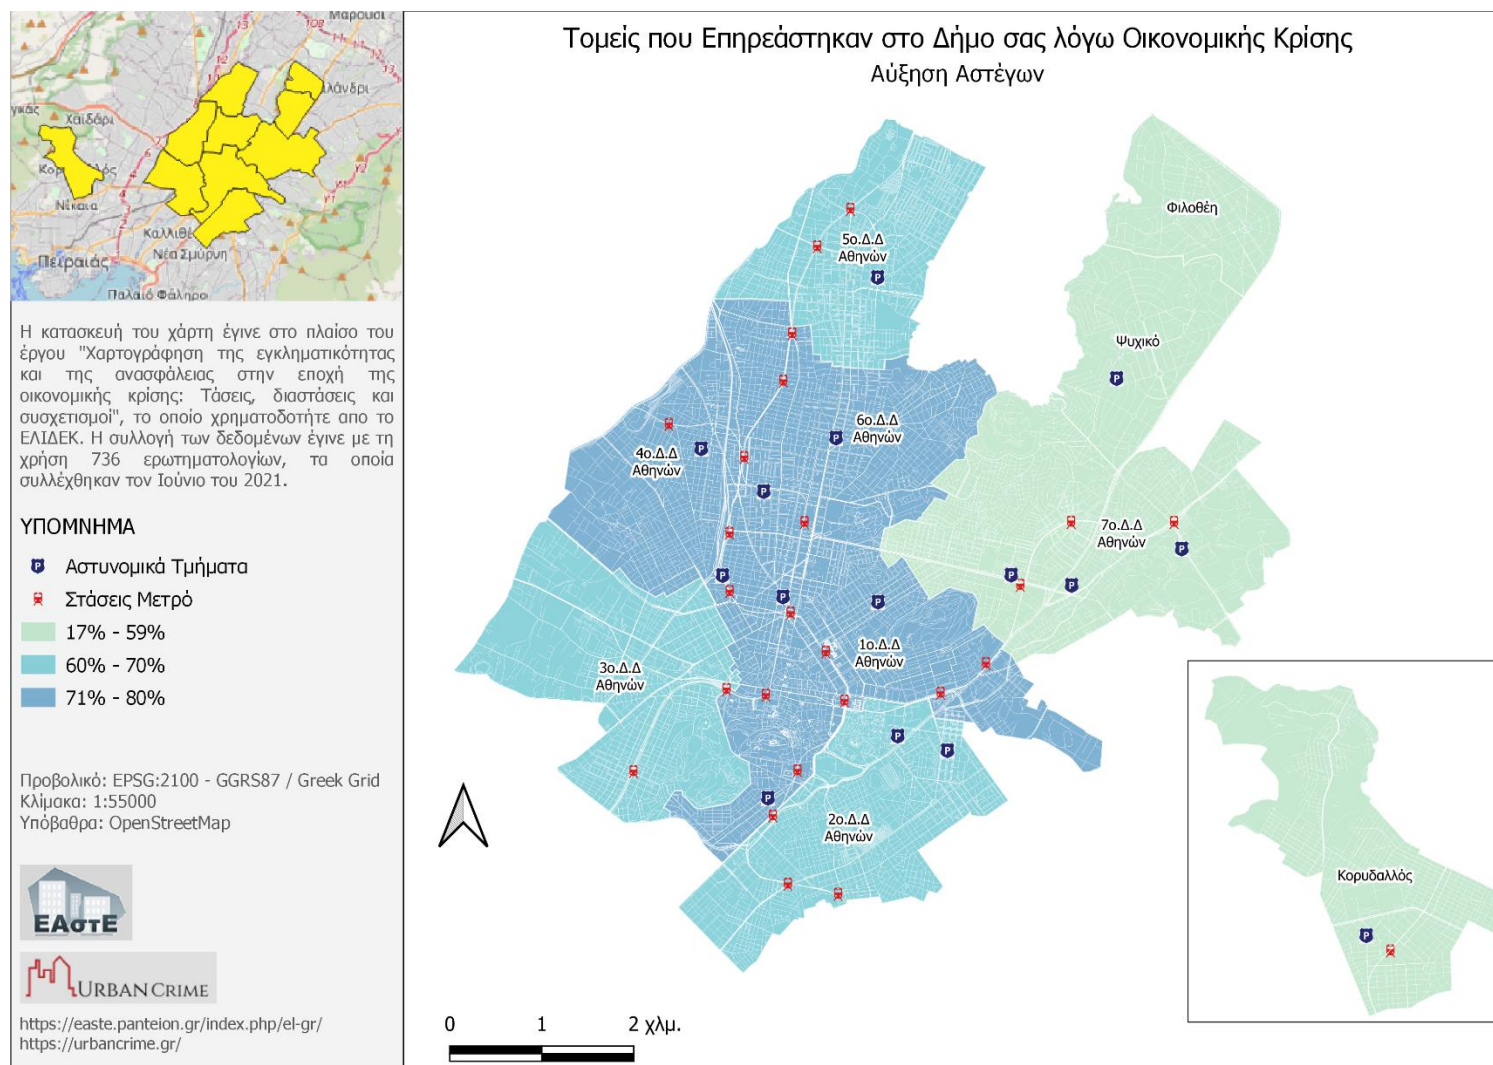 Τομείς που Επηρεάστηκαν στο Δήμο σας λόγω Οικονομικής Κρίσης
Αύξηση Αστέγων
Μαρούσι
Χαϊδάρι
Νίκαια
Καλλιθέ
Νέα Σμύρνη
Πειραιάς
Παλαιό Φάληρο
Η κατασκευή του χάρτη έγινε στο πλαίσο του
έργου "Χαρτογράφηση της εγκληματικότητας
και της ανασφάλειας στην εποχή της
οικονομικής κρίσης: Τάσεις, διαστάσεις και
συσχετισμοί", το οποίο χρηματοδοτήτε απο το
ΕΛΙΔΕΚ. Η συλλογή των δεδομένων έγινε με τη
χρήση 736 ερωτηματολογίων, τα οποία
συλλέχθηκαν τον Ιούνιο του 2021.
ΥΠΟΜΝΗΜΑ
Αστυνομικά Τμήματα
Στάσεις Μετρό
17% - 59%
60% - 70%
71% - 80%
Προβολικό: EPSG:2100 - GGRS87 / Greek Grid
Κλίμακα: 1:55000
Υπόβαθρα: OpenStreetMap
ΕΑστΕ
URBAN CRIME
https://easte.panteion.gr/index.php/el-gr/
https://urbancrime.gr/
Φιλοθέη
5ο.Δ.Δ
Αθηνών
Ψυχικό
6ο.Δ.Δ
Αθηνών
4ο.Δ.Δ
Αθηνών
7ο.Δ.Δ
Αθηνών
1ο.Δ.Δ
Αθηνών
3ο.Δ.Δ
Αθηνών
2ο.Δ.Δ
Αθηνών
Κορυδαλλός
0 1 2 χλμ.